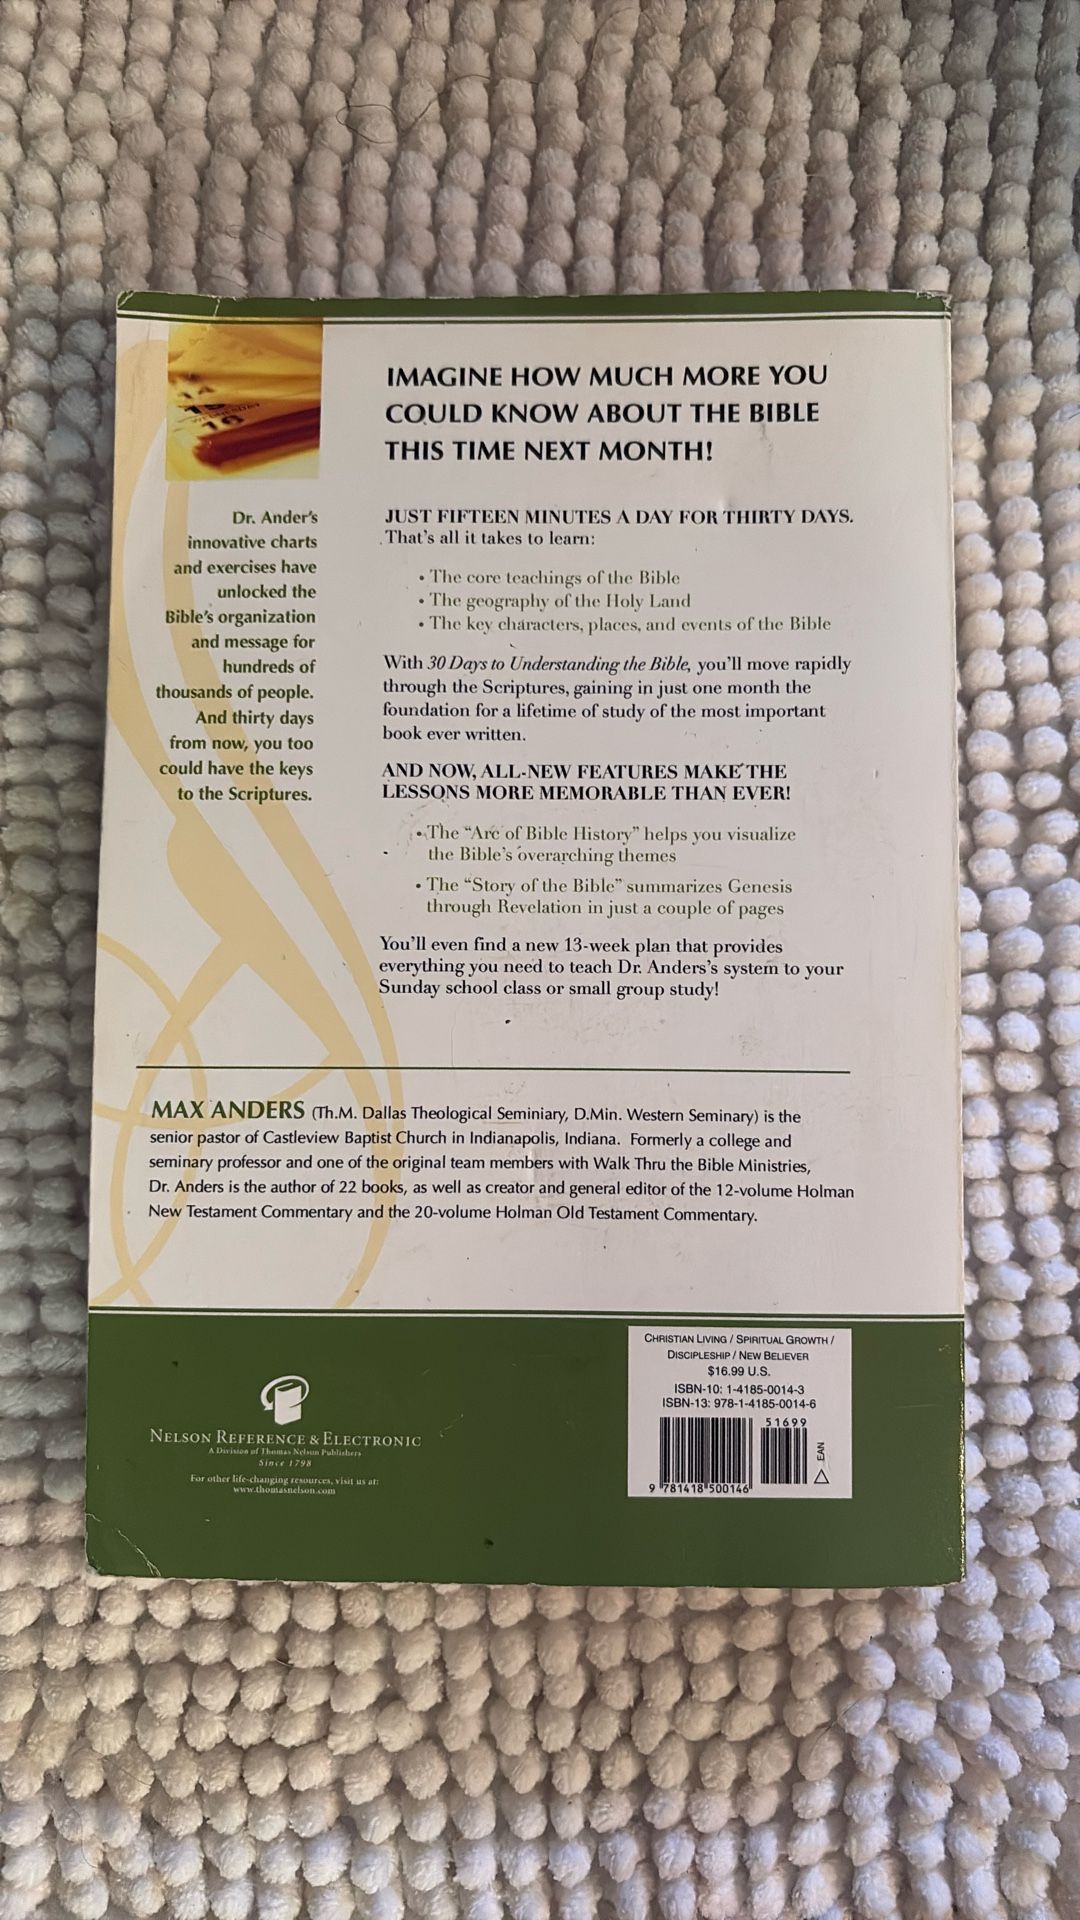 IMAGINE HOW MUCH MORE YOU
COULD KNOW ABOUT THE BIBLE
THIS TIME NEXT MONTH!
Dr. Ander's
innovative charts
and exercises have
unlocked the
Bible's organization
and message for
hundreds of
thousands of people.
And thirty days
from now, you too
could have the keys
to the Scriptures.
JUST FIFTEEN MINUTES A DAY FOR THIRTY DAYS.
That's all it takes to learn:
• The core teachings of the Bible
• The geography of the Holy Land
• The key characters, places, and events of the Bible
With 30 Days to Understanding the Bible, you'll move rapidly
through the Scriptures, gaining in just one month the
foundation for a lifetime of study of the most important
book ever written.
AND NOW, ALL-NEW FEATURES MAKE THE
LESSONS MORE MEMORABLE THAN EVER!
• The “Arc of Bible History” helps you visualize
the Bible's overarching themes
• The “Story of the Bible” summarizes Genesis
through Revelation in just a couple of pages
You'll even find a new 13-week plan that provides
everything you need to teach Dr. Anders's system to your
Sunday school class or small group study!
MAX ANDERS (Th.M. Dallas Theological Seminiary, D.Min. Western Seminary) is the
senior pastor of Castleview Baptist Church in Indianapolis, Indiana. Formerly a college and
seminary professor and one of the original team members with Walk Thru the Bible Ministries,
Dr. Anders is the author of 22 books, as well as creator and general editor of the 12-volume Holman
New Testament Commentary and the 20-volume Holman Old Testament Commentary.
NELSON REFERENCE & ELECTRONIC
A Division of Thomas Nelson Publishers
Since 1798
For other life-changing resources, visit us at:
www.thomasnelson.com
CHRISTIAN LIVING / SPIRITUAL GROWTH /
DISCIPLESHIP / NEW BELIEVER
$16.99 U.S.
ISBN-10: 1-4185-0014-3
ISBN-13: 978-1-4185-0014-6
51699
EAN
9 781418 500146